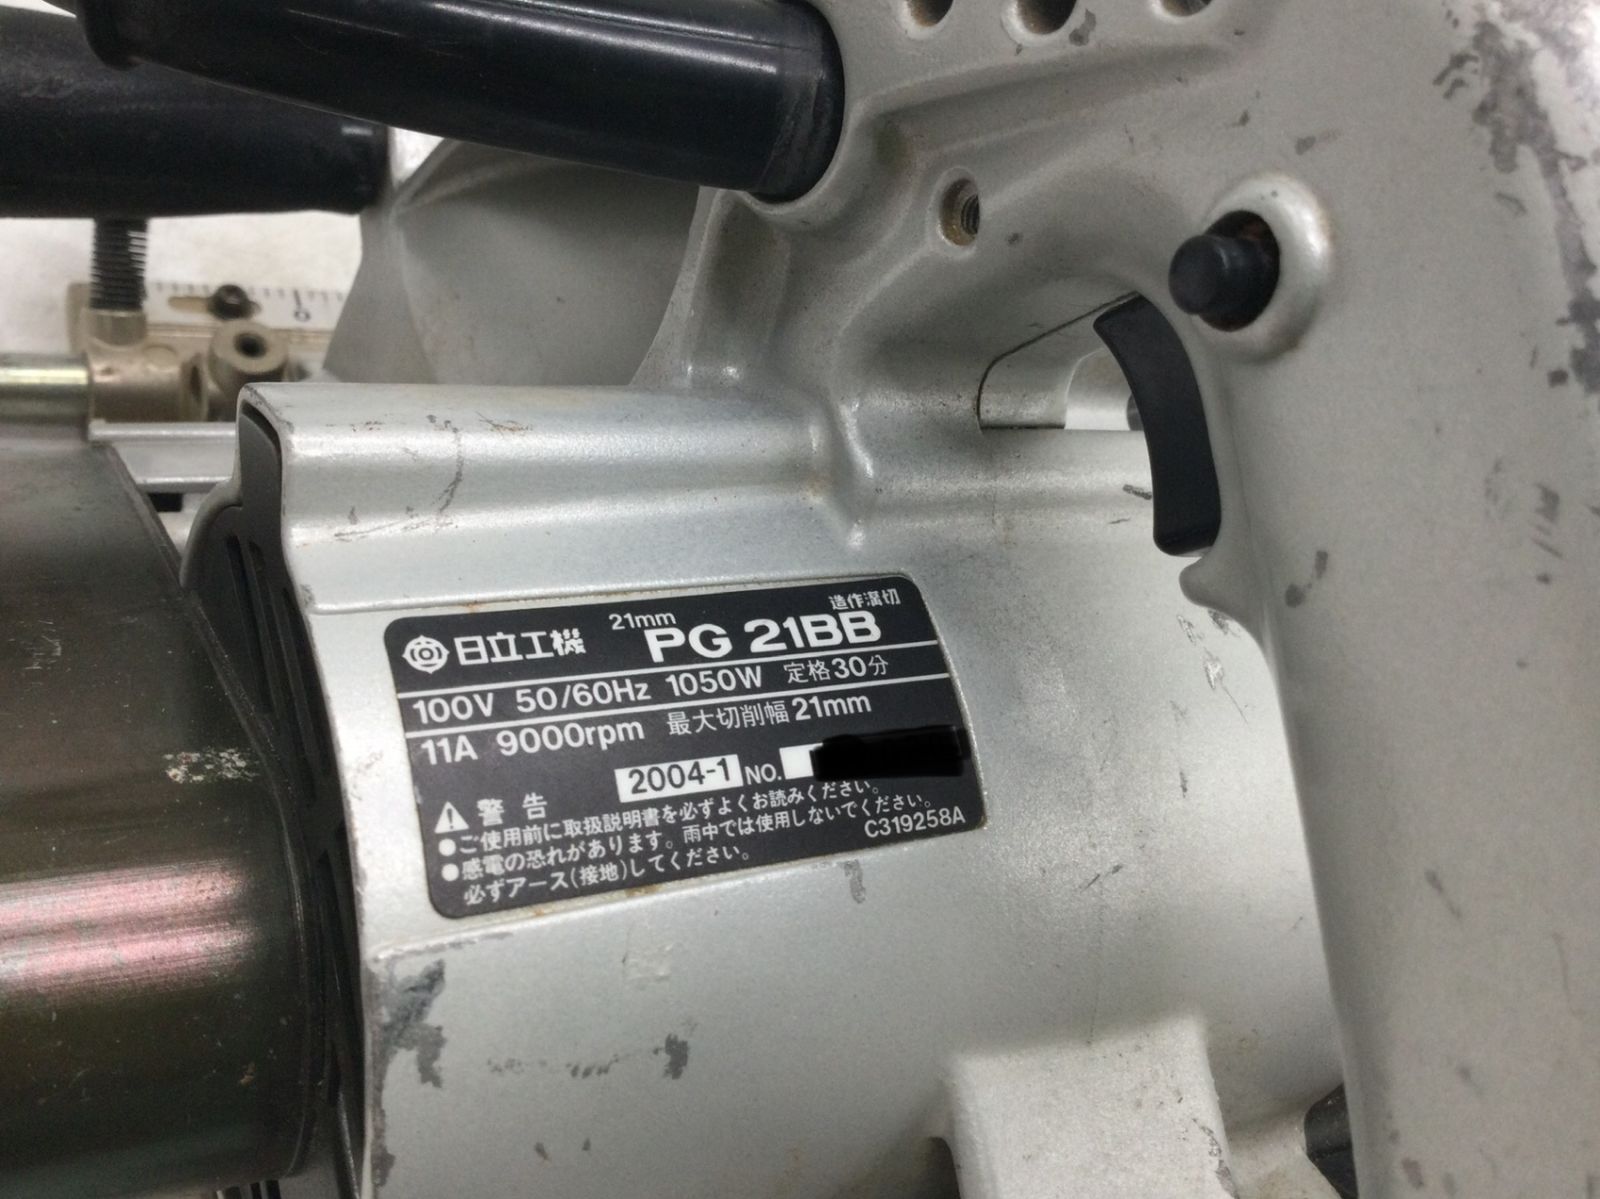 日立工機 21mm PG 21BB 造作溝切
100V 50/60Hz 1050W 定格30分
11A 9000rpm 最大切削幅21mm
2004-1 NO.
警告
●ご使用前に取扱説明書を必ずよくお読みください。
●感電の恐れがあります。雨中では使用しないでください。
必ずアース(接地)してください。
C319258A